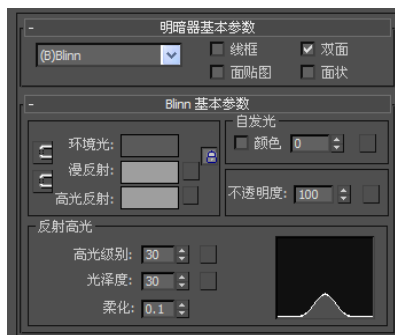 - 明暗器基本参数
(B)Blinn
线框 双面
面贴图 面状
- Blinn 基本参数
自发光
环境光: 颜色 0
漫反射:
不透明度: 100
高光反射:
反射高光
高光级别: 30
光泽度: 30
柔化: 0.1